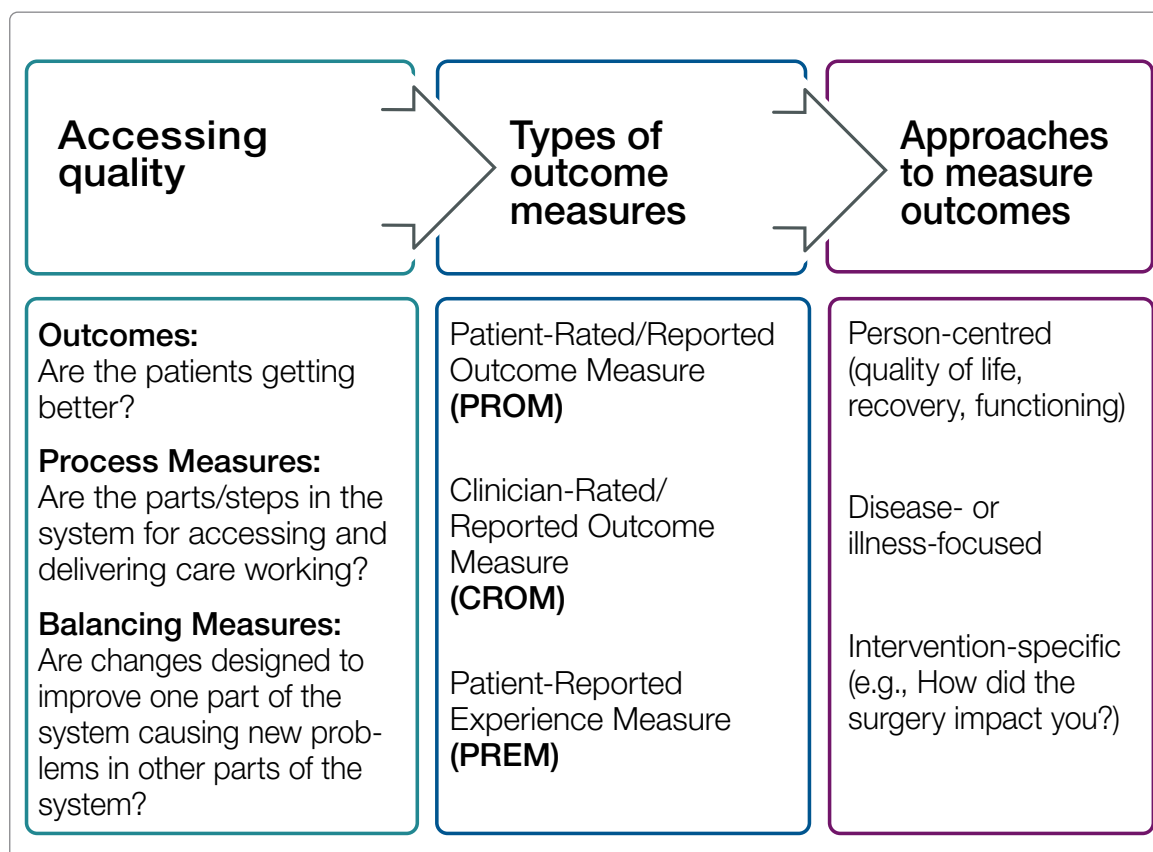 Accessing
quality
Types of
outcome
measures
Approaches
to measure
outcomes
Outcomes:
Are the patients getting
better?
Process Measures:
Are the parts/steps in the
system for accessing and
delivering care working?
Balancing Measures:
Are changes designed to
improve one part of the
system causing new prob-
lems in other parts of the
system?
Patient-Rated/Reported
Outcome Measure
(PROM)
Clinician-Rated/
Reported Outcome
Measure
(CROM)
Patient-Reported
Experience Measure
(PREM)
Person-centred
(quality of life,
recovery, functioning)
Disease- or
illness-focused
Intervention-specific
(e.g., How did the
surgery impact you?)